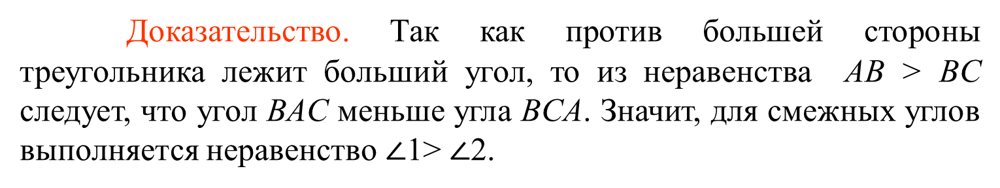 Доказательство. Так как против большей стороны
треугольника лежит больший угол, то из неравенства AB > BC
следует, что угол BAC меньше угла BCA. Значит, для смежных углов
выполняется неравенство ∠1> ∠2.